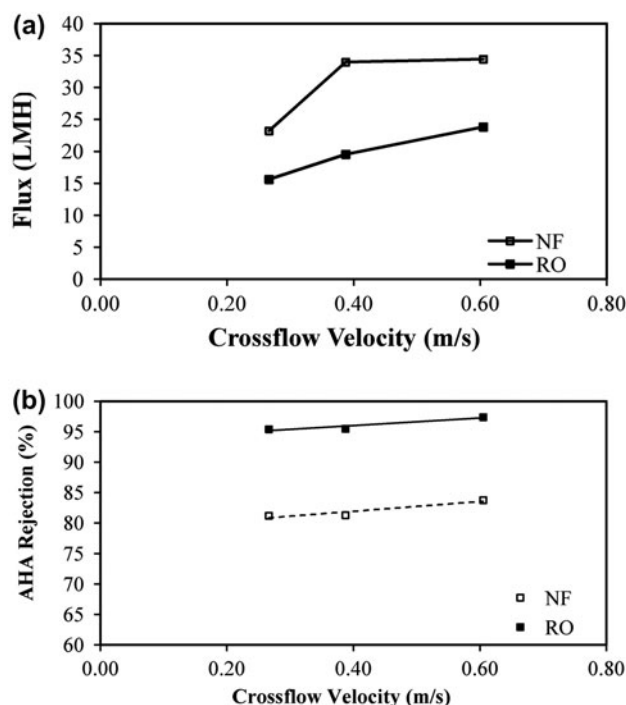 (a)
40
35
30
25
20
15
10
5
0
Flux (LMH)
NF
RO
0.00 0.20 0.40 0.60 0.80
Crossflow Velocity (m/s)
(b)
100
95
90
85
80
75
70
65
60
AHA Rejection (%)
NF
RO
0.00 0.20 0.40 0.60 0.80
Crossflow Velocity (m/s)